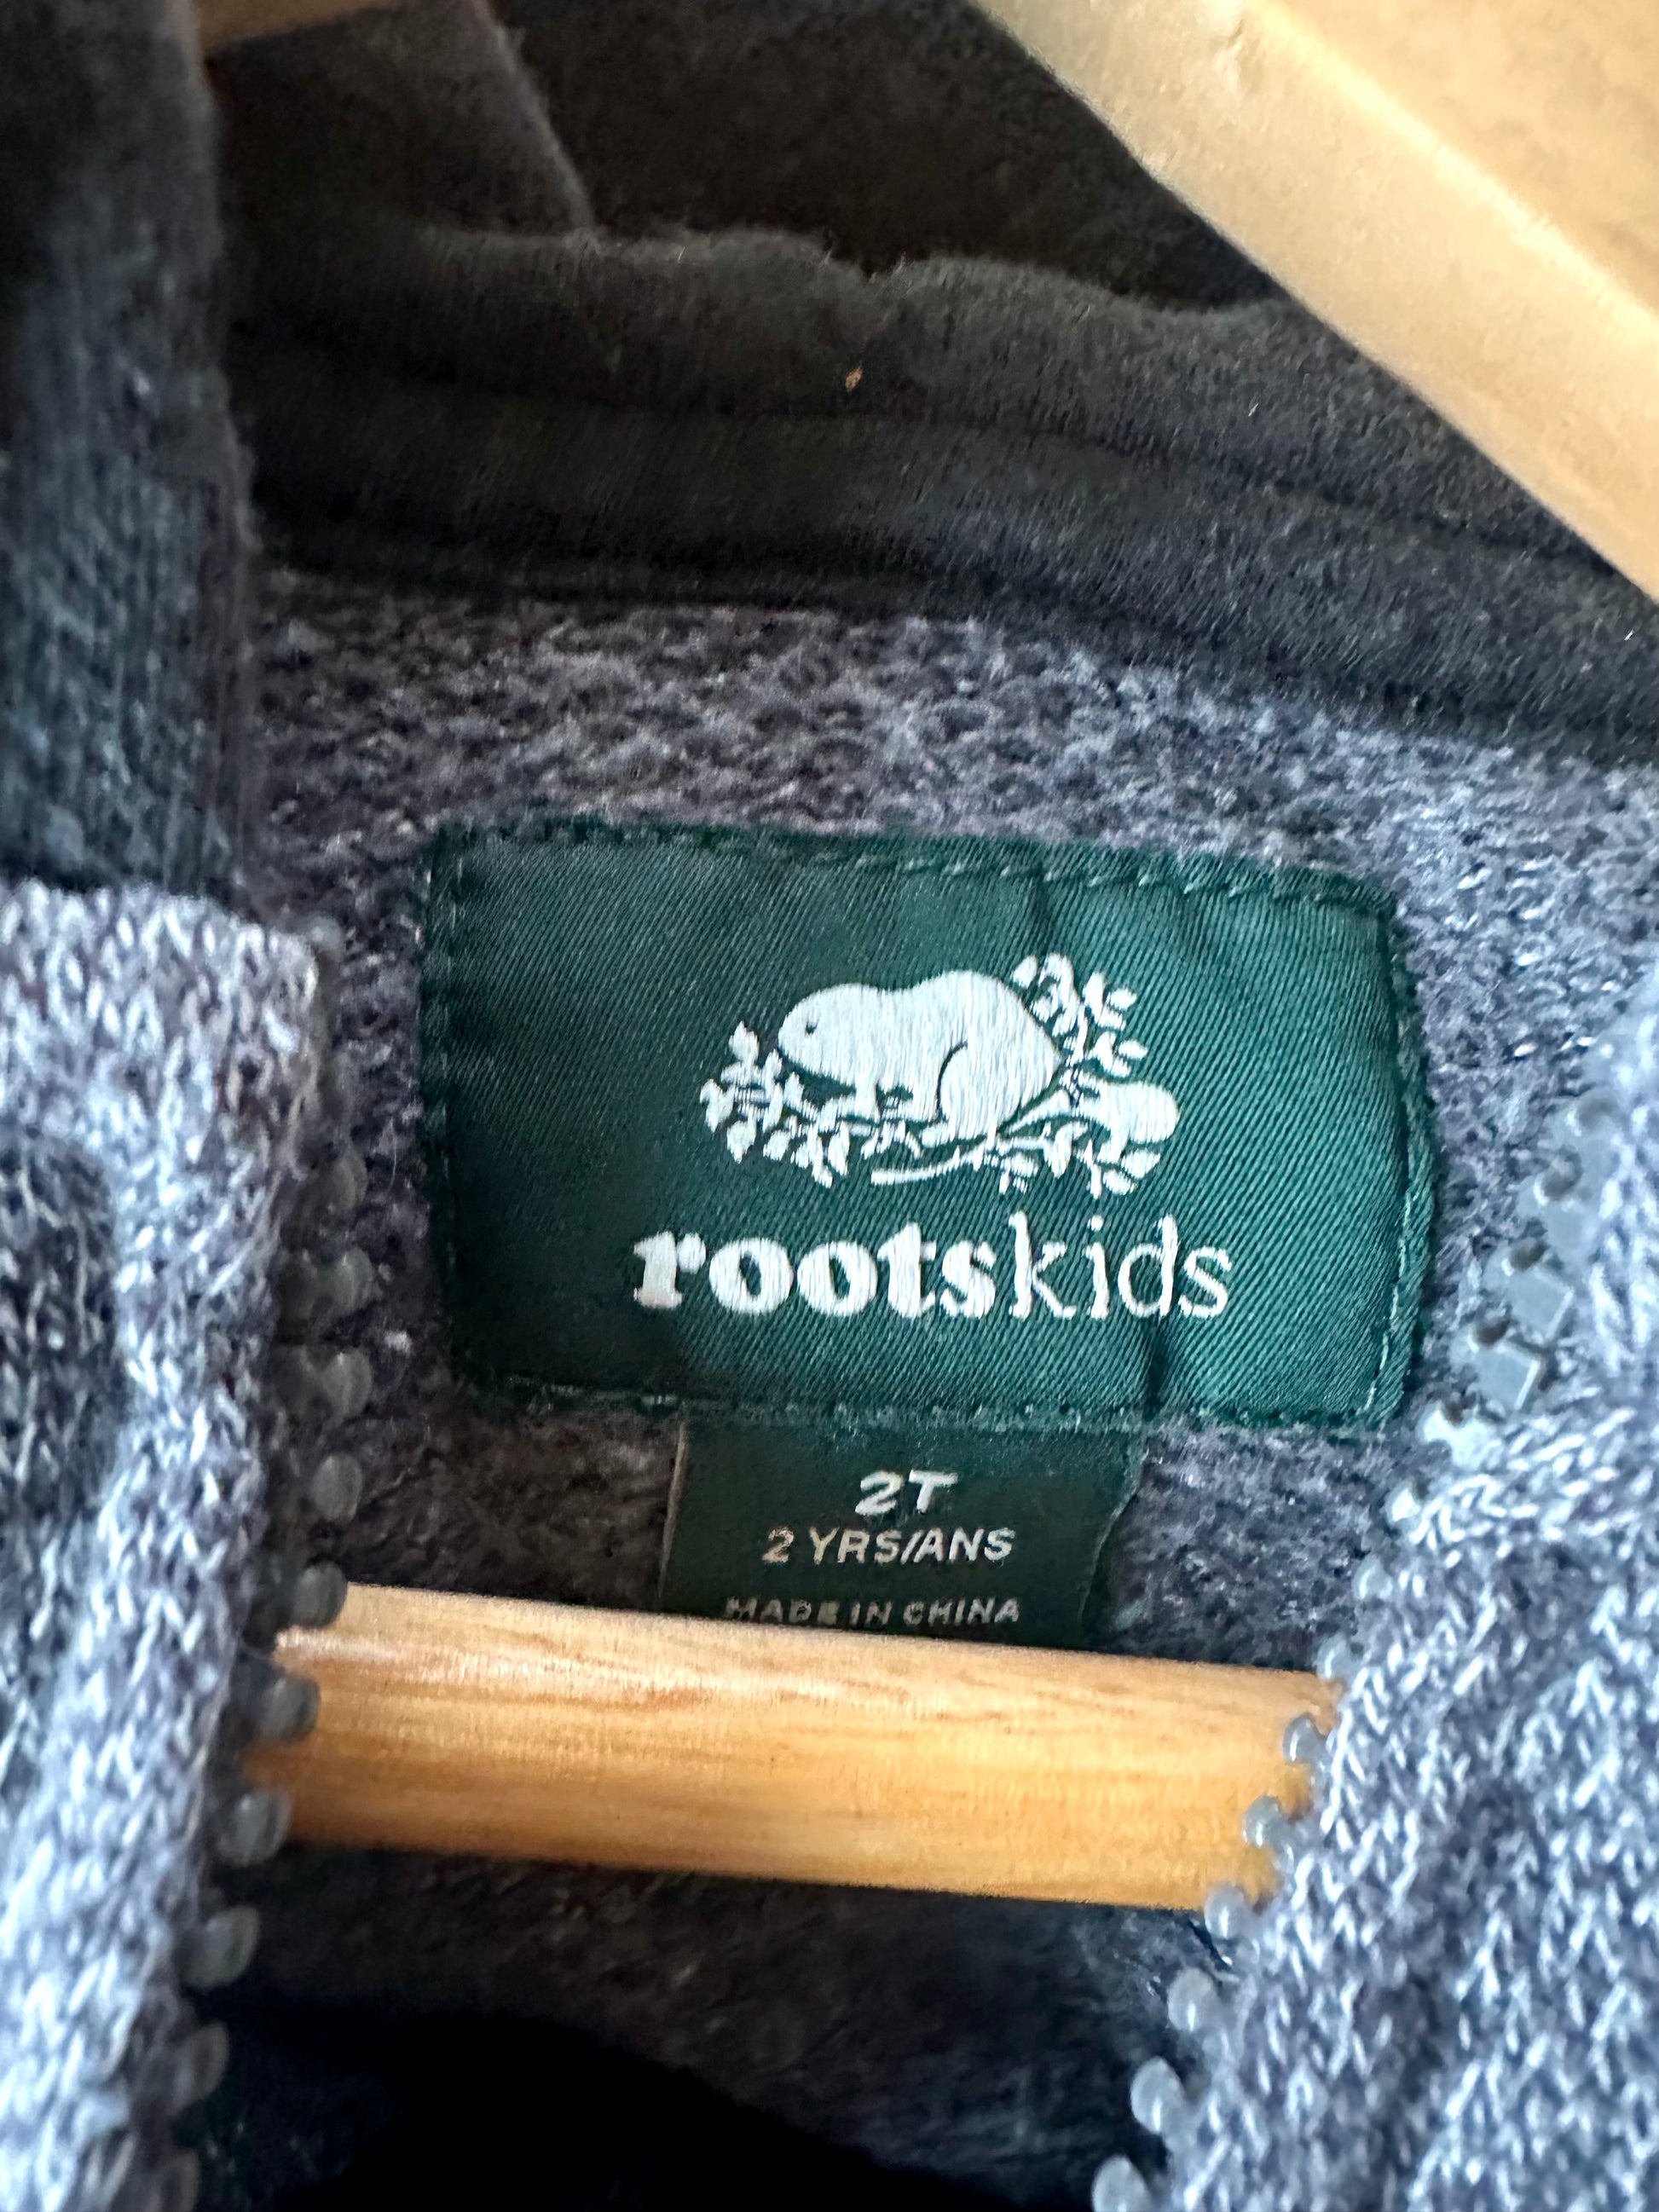 rootskids
2T
2 YRS/ANS
MADE IN CHINA